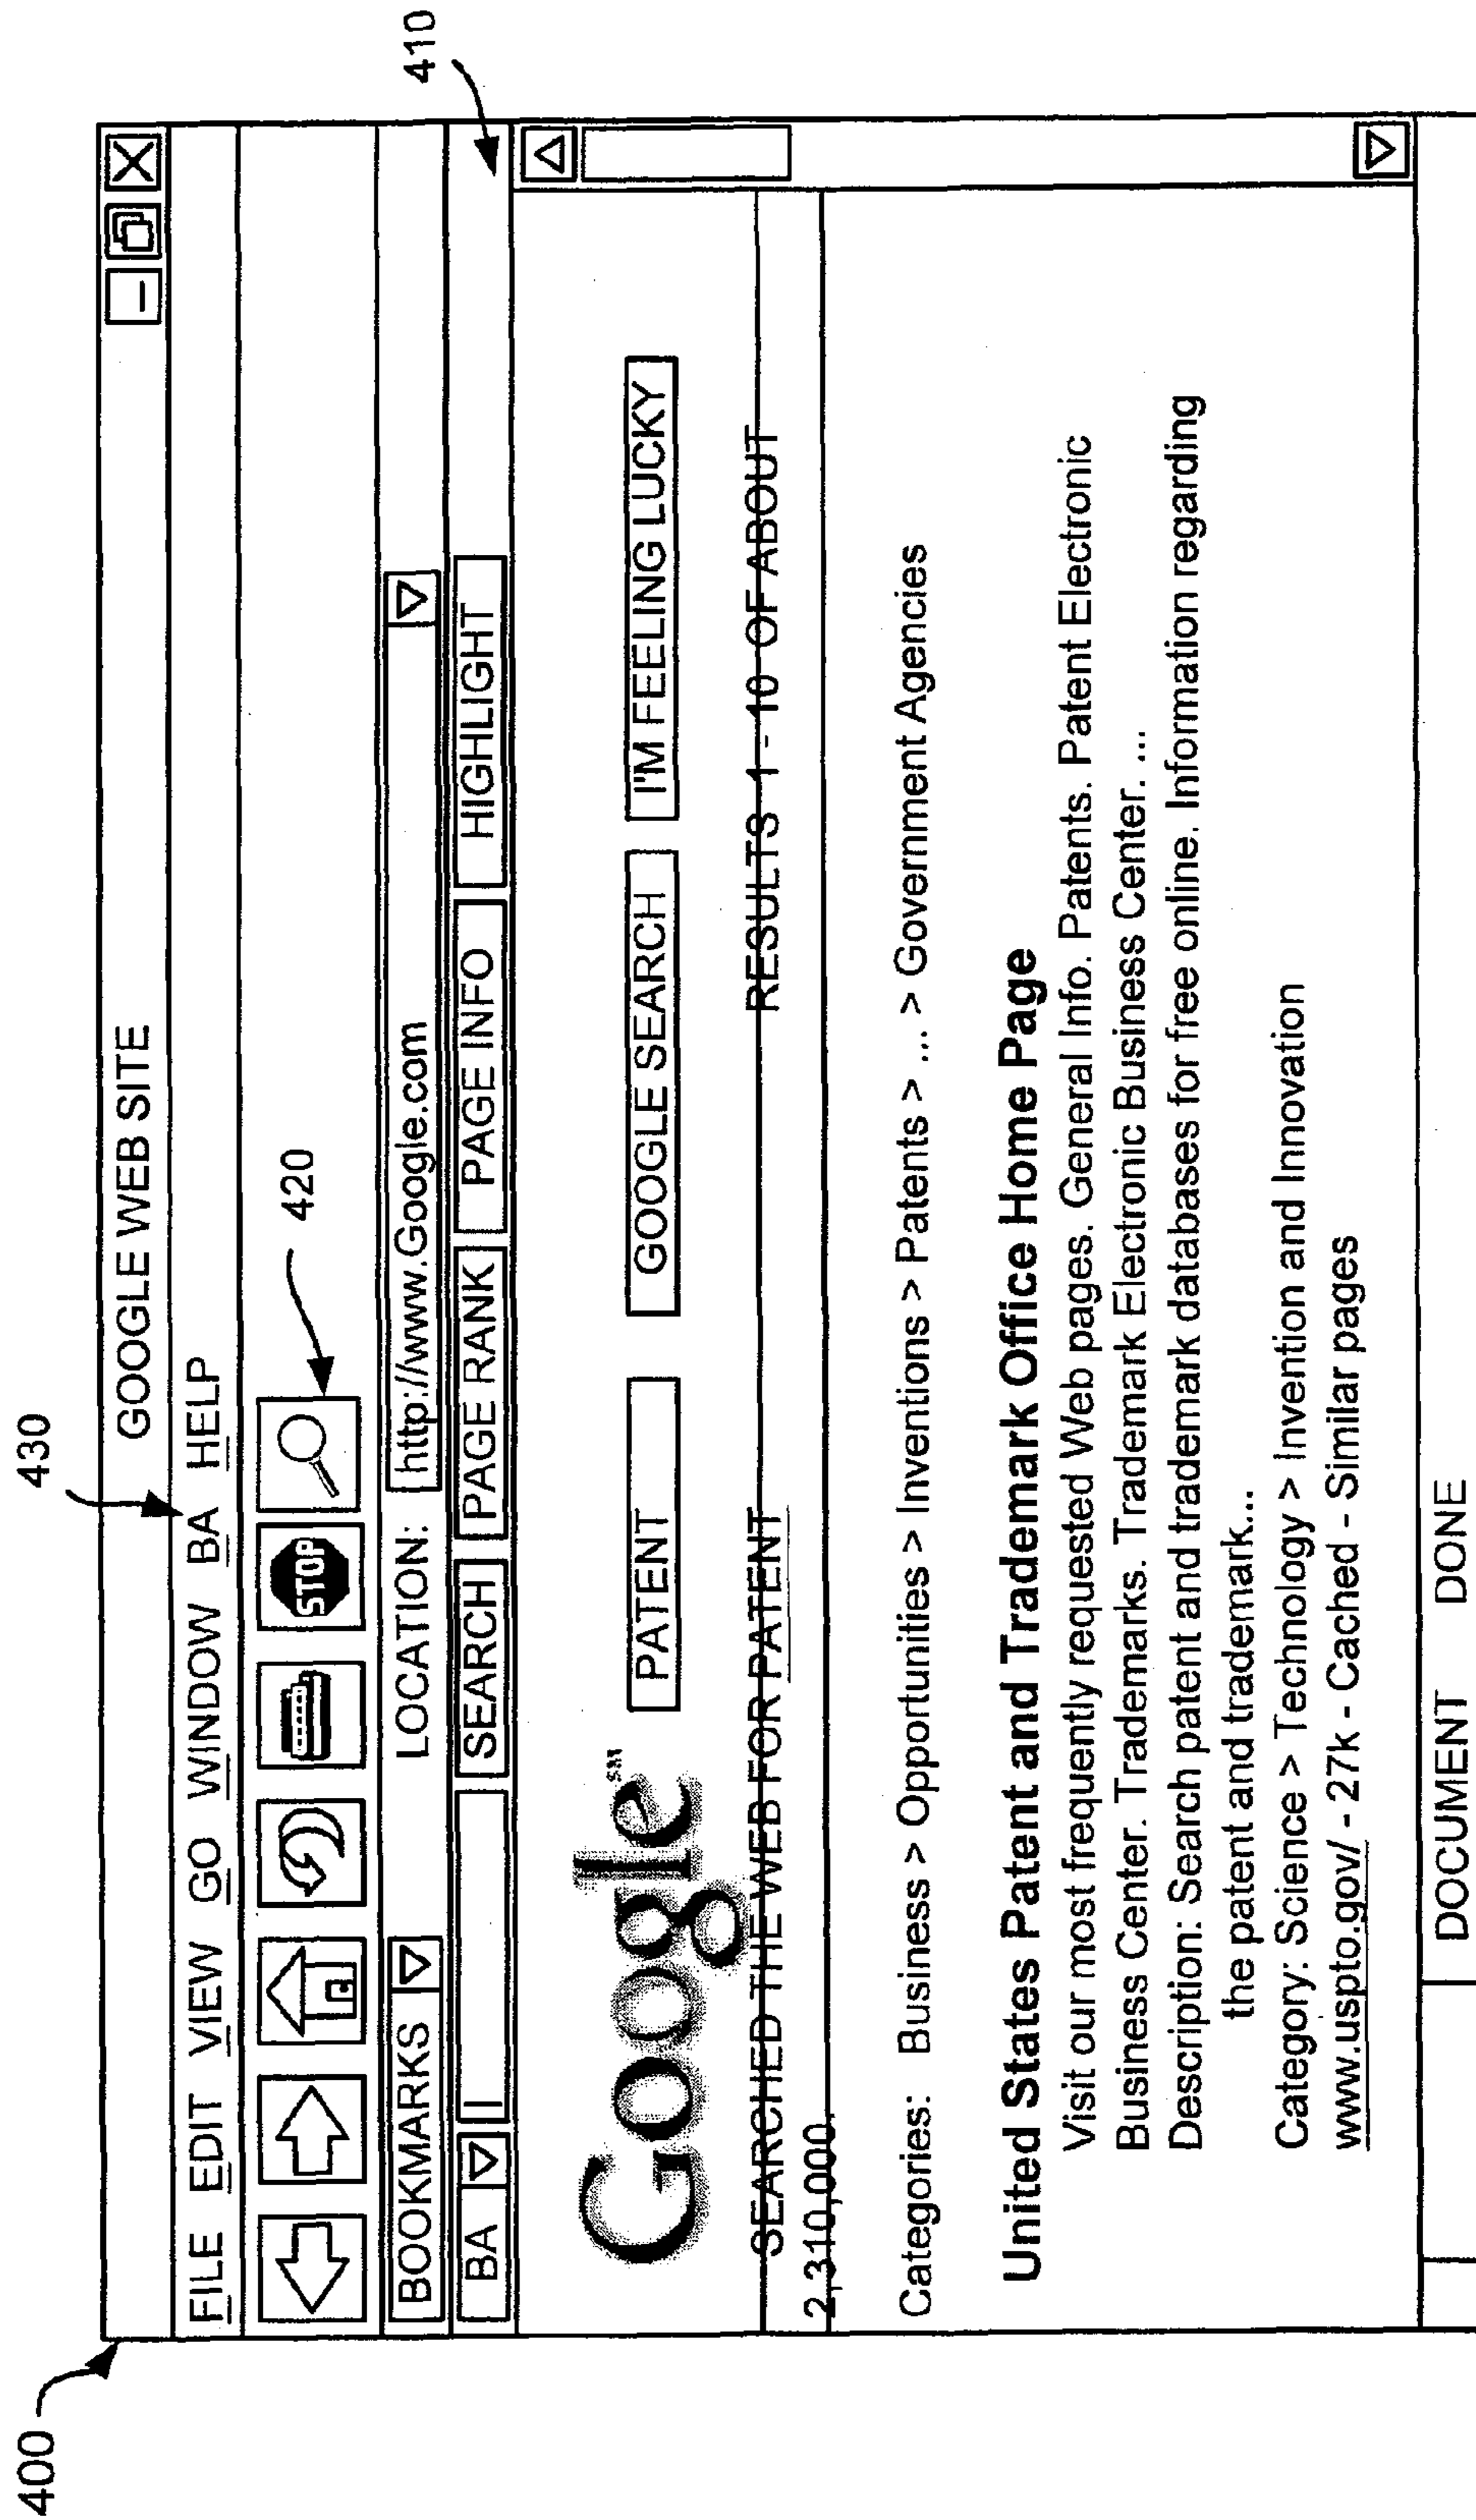 400
430
GOOGLE WEB SITE
FILE EDIT VIEW GO WINDOW BA HELP
STOP
420
BOOKMARKS LOCATION: http://www.Google.com
410
BA SEARCH PAGE RANK PAGE INFO HIGHLIGHT
Google SM PATENT GOOGLE SEARCH I'M FEELING LUCKY
SEARCHED THE WEB FOR PATENT RESULTS 1 - 10 OF ABOUT
2,310,000
Categories: Business > Opportunities > Inventions > Patents > ... > Government Agencies
United States Patent and Trademark Office Home Page
Visit our most frequently requested Web pages. General Info. Patents. Patent Electronic
Business Center. Trademarks. Trademark Electronic Business Center. ...
Description: Search patent and trademark databases for free online. Information regarding
the patent and trademark...
Category: Science > Technology > Invention and Innovation
www.uspto.gov/ - 27k - Cached - Similar pages
DOCUMENT DONE